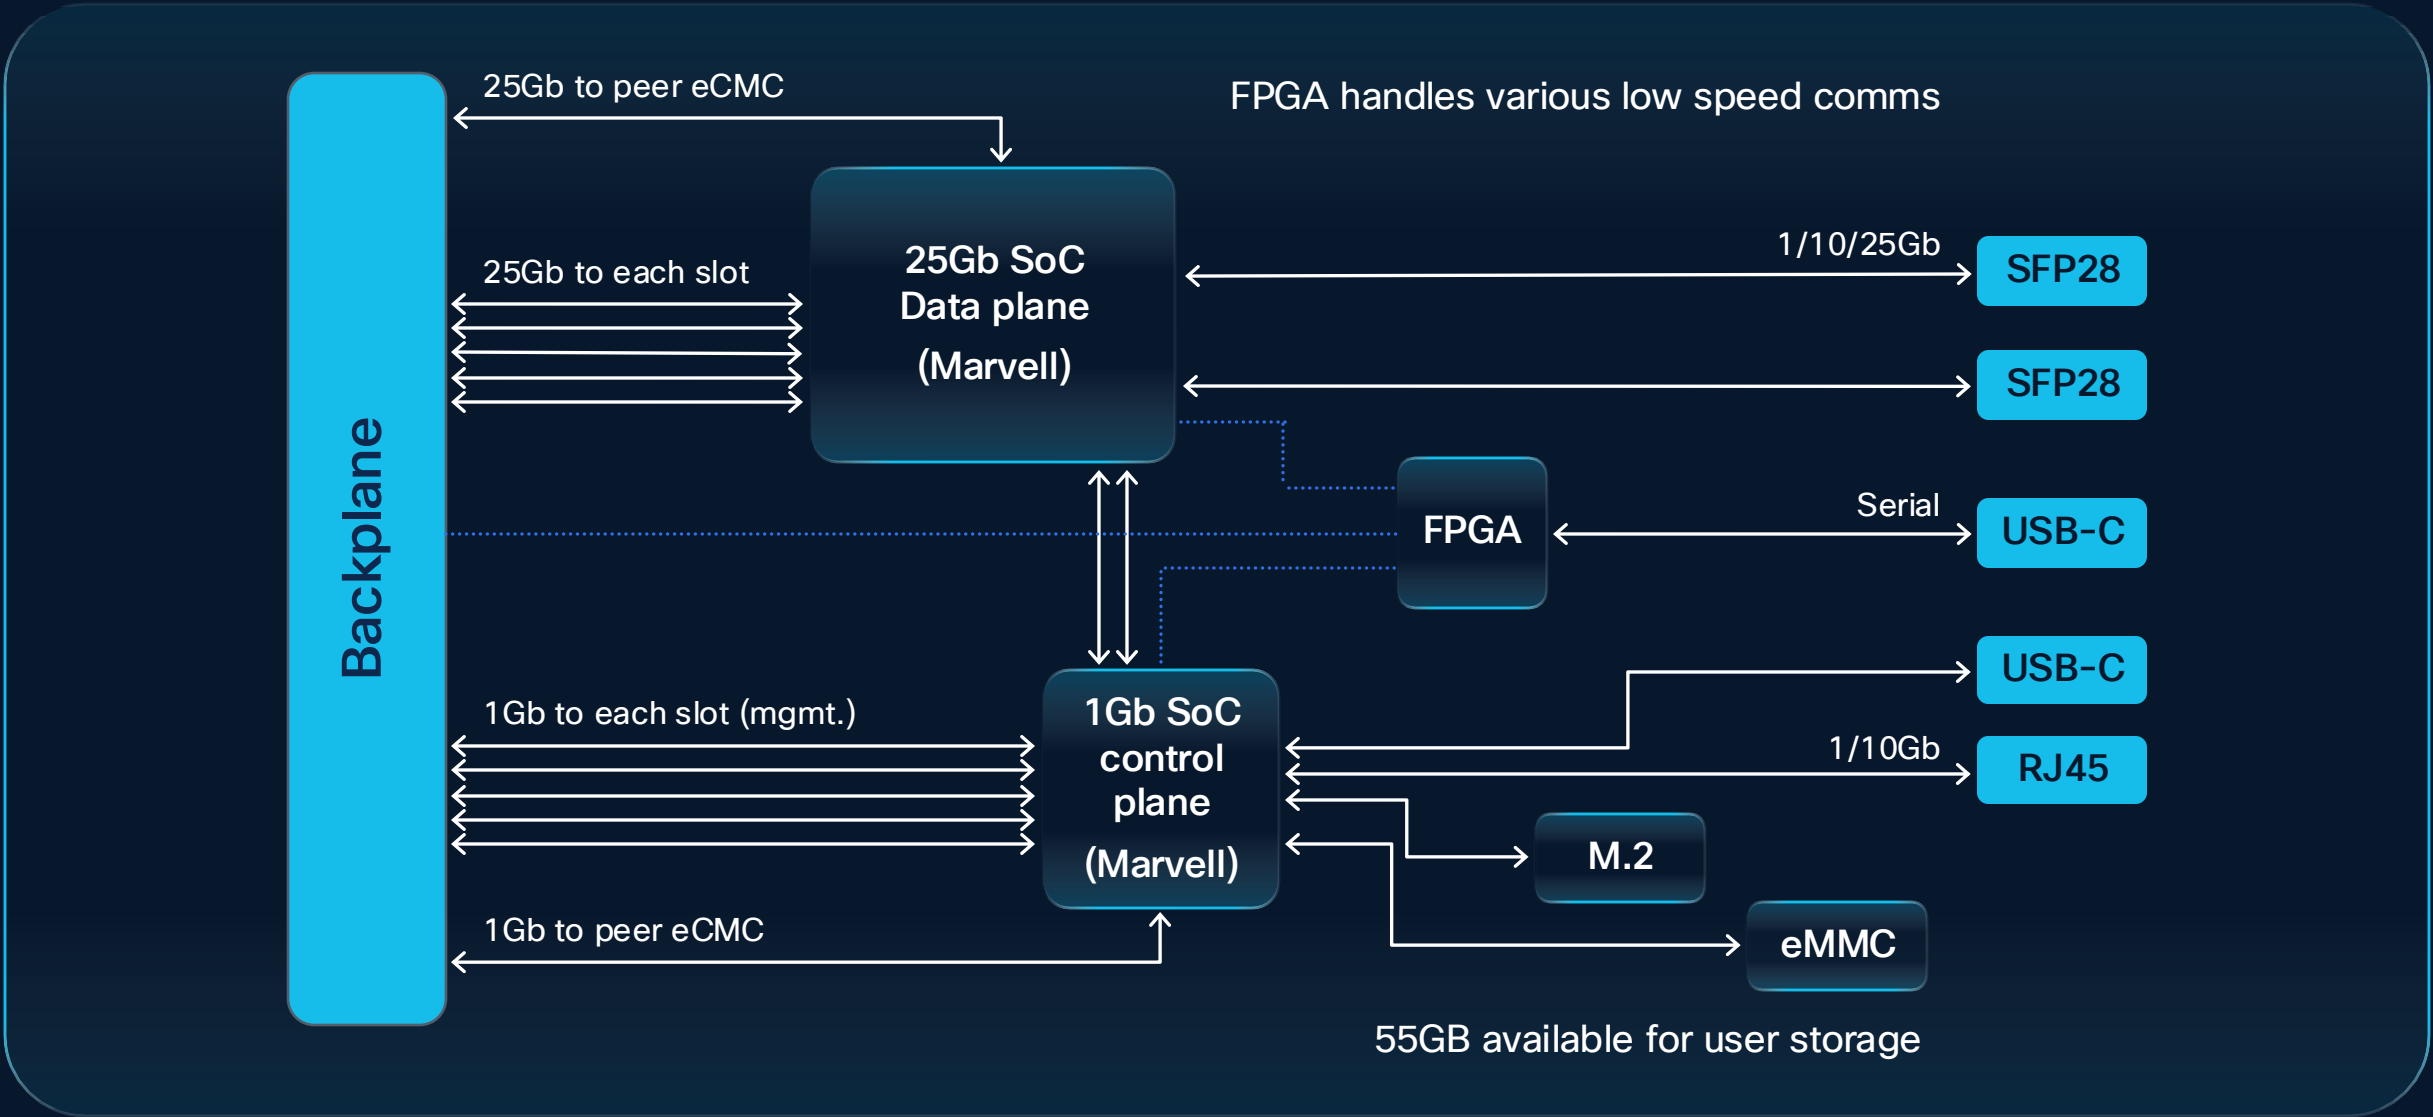 25Gb to peer eCMC
FPGA handles various low speed comms
25Gb to each slot
25Gb SoC
Data plane
(Marvell)
1/10/25Gb
SFP28
SFP28
Backplane
FPGA
Serial
USB-C
USB-C
1Gb to each slot (mgmt.)
1Gb SoC
control
plane
(Marvell)
1/10Gb
RJ45
M.2
eMMC
1Gb to peer eCMC
55GB available for user storage